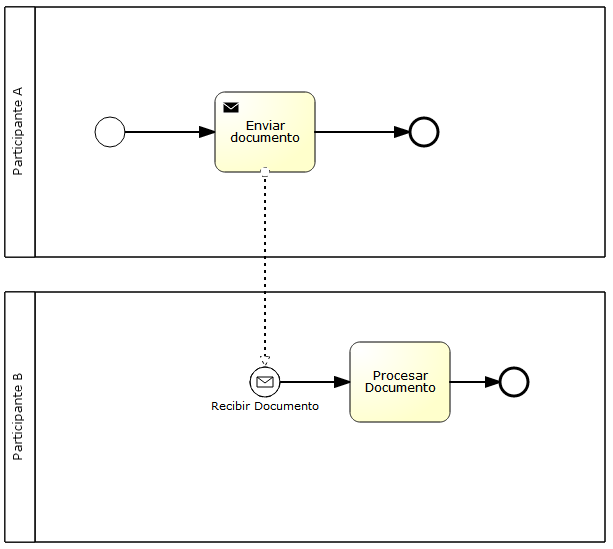 Participante A
Enviar
documento
Participante B
Recibir Documento
Procesar
Documento